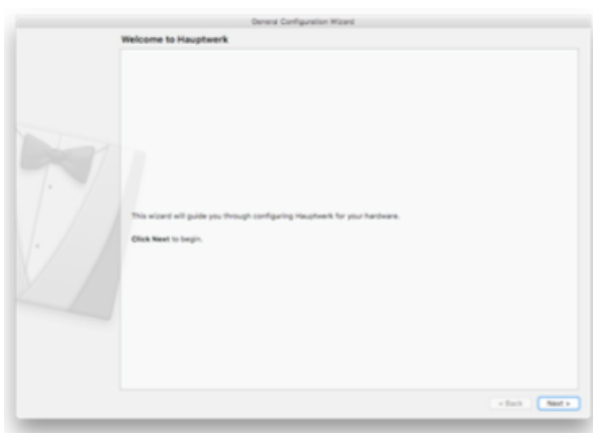 General Configuration Wizard
Welcome to Hauptwerk
This wizard will guide you through configuring Hauptwerk for your hardware.
Click Next to begin.
< Back
Next >